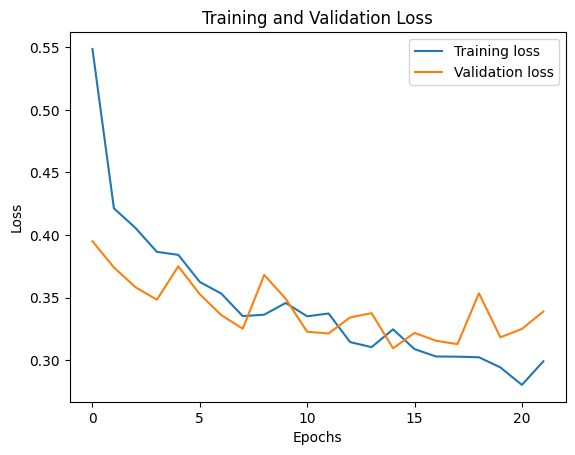 Training and Validation Loss
Training loss
Validation loss
0.55
0.50
0.45
0.40
0.35
0.30
Loss
0
5
10
15
20
Epochs